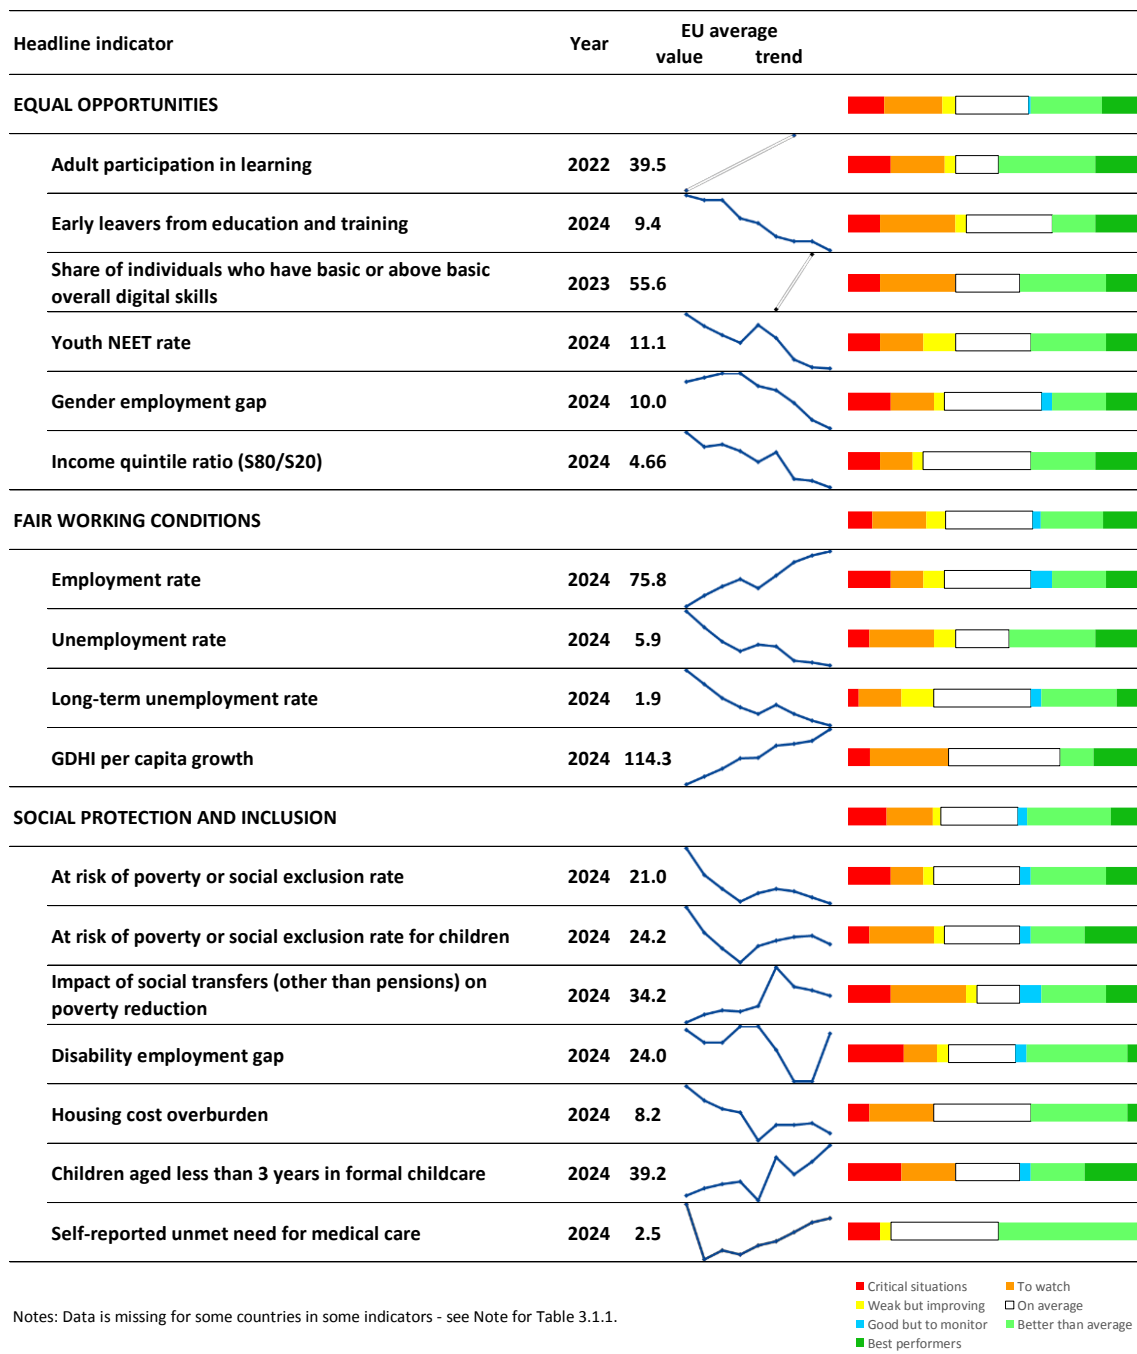 Headline indicator Year EU average
value trend
EQUAL OPPORTUNITIES
Adult participation in learning 2022 39.5
Early leavers from education and training 2024 9.4
Share of individuals who have basic or above basic
overall digital skills 2023 55.6
Youth NEET rate 2024 11.1
Gender employment gap 2024 10.0
Income quintile ratio (S80/S20) 2024 4.66
FAIR WORKING CONDITIONS
Employment rate 2024 75.8
Unemployment rate 2024 5.9
Long-term unemployment rate 2024 1.9
GDHI per capita growth 2024 114.3
SOCIAL PROTECTION AND INCLUSION
At risk of poverty or social exclusion rate 2024 21.0
At risk of poverty or social exclusion rate for children 2024 24.2
Impact of social transfers (other than pensions) on
poverty reduction 2024 34.2
Disability employment gap 2024 24.0
Housing cost overburden 2024 8.2
Children aged less than 3 years in formal childcare 2024 39.2
Self-reported unmet need for medical care 2024 2.5
Notes: Data is missing for some countries in some indicators - see Note for Table 3.1.1.
Critical situations To watch
Weak but improving On average
Good but to monitor Better than average
Best performers